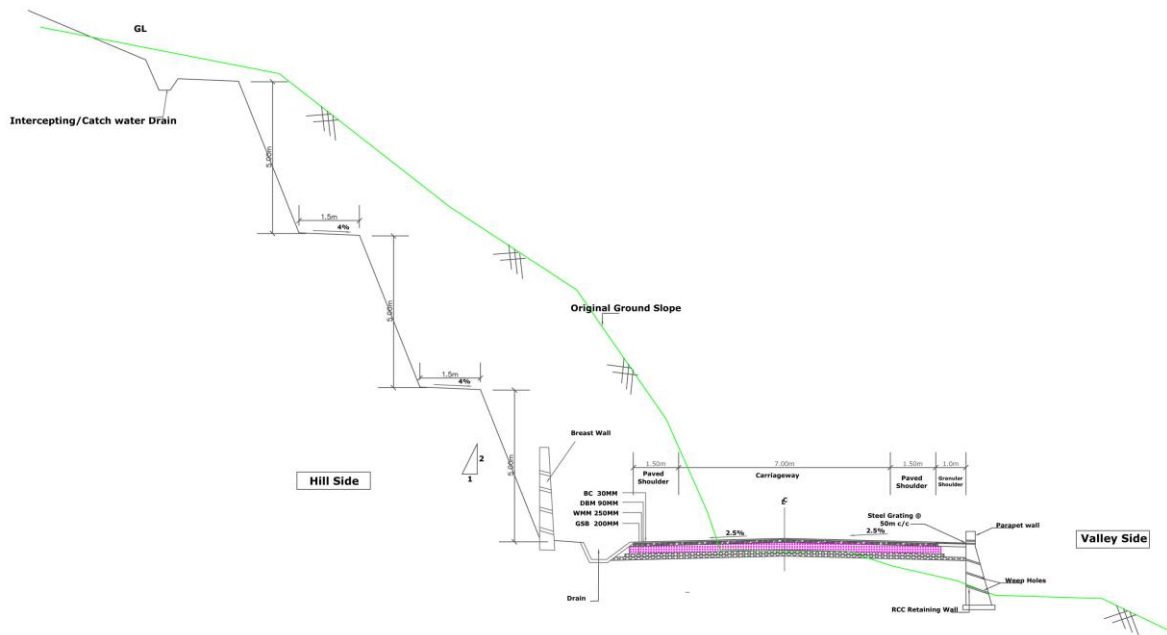 GL
Intercepting/Catch water Drain
5.00m
1.5m
4%
5.00m
Original Ground Slope
1.5m
4%
5.00m
Breast Wall
2
1
Hill Side
1.50m
7.00m
1.50m
1.0m
Paved
Shoulder
Carriageway
Paved
Shoulder
Granular
Shoulder
BC 30MM
DBM 90MM
WMM 250MM
GSB 200MM
2.5%
2.5%
Steel Grating @
50m c/c
Parapet wall
Valley Side
Weep Holes
Drain
RCC Retaining Wall